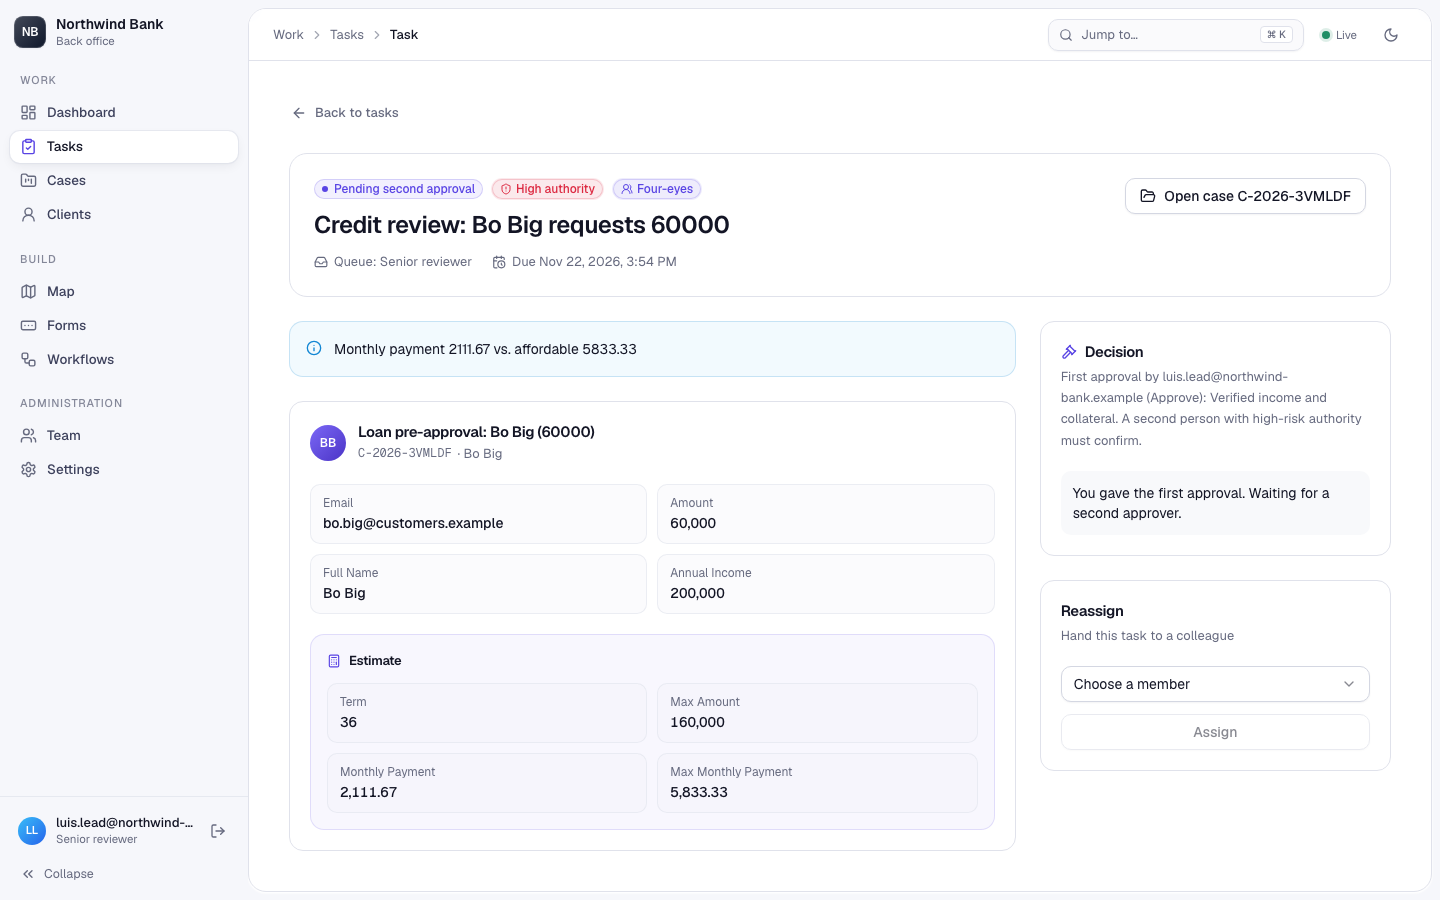 NB
Northwind Bank
Back office
WORK
Dashboard
Tasks
Cases
Clients
BUILD
Map
Forms
Workflows
ADMINISTRATION
Team
Settings
LL
luis.lead@northwind-...
Senior reviewer
Collapse
Work > Tasks > Task
Jump to...
⌘ K
Live
Back to tasks
Pending second approval
High authority
Four-eyes
Credit review: Bo Big requests 60000
Queue: Senior reviewer
Due Nov 22, 2026, 3:54 PM
Open case C-2026-3VMLDF
Monthly payment 2111.67 vs. affordable 5833.33
BB
Loan pre-approval: Bo Big (60000)
C-2026-3VMLDF · Bo Big
Email
bo.big@customers.example
Amount
60,000
Full Name
Bo Big
Annual Income
200,000
Estimate
Term
36
Max Amount
160,000
Monthly Payment
2,111.67
Max Monthly Payment
5,833.33
Decision
First approval by luis.lead@northwind-
bank.example (Approve): Verified income and
collateral. A second person with high-risk authority
must confirm.
You gave the first approval. Waiting for a
second approver.
Reassign
Hand this task to a colleague
Choose a member
Assign